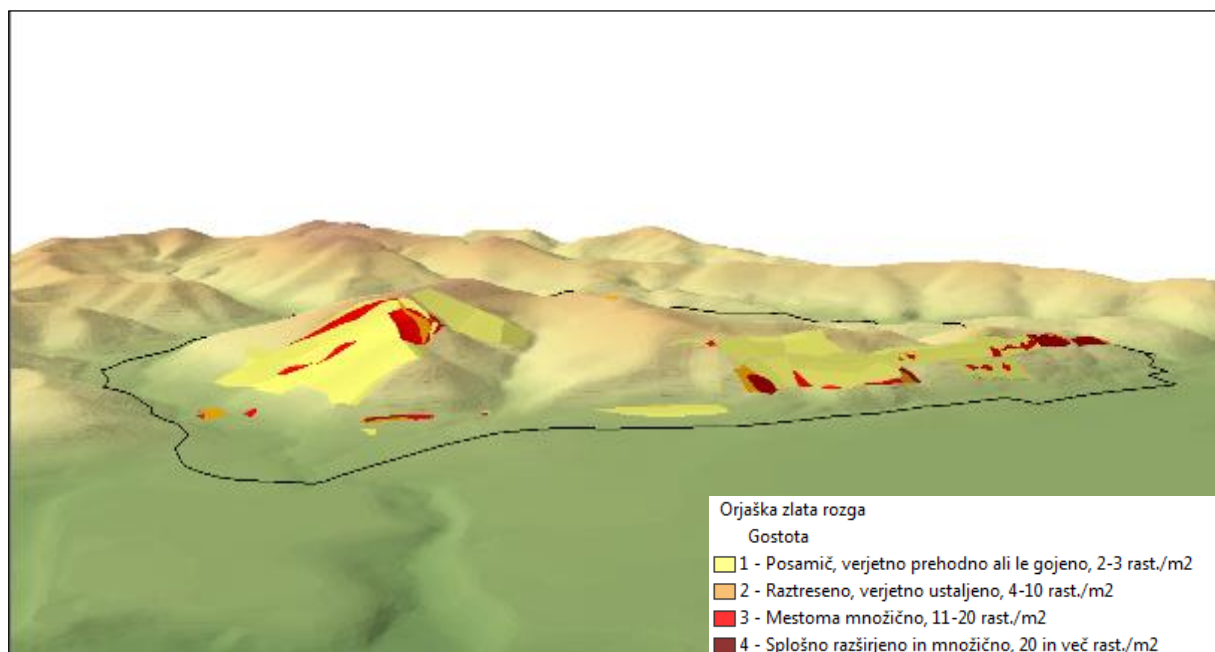 Orjaška zlata rozga
Gostota
1 - Posamič, verjetno prehodno ali le gojeno, 2-3 rast./m2
2 - Raztreseno, verjetno ustaljeno, 4-10 rast./m2
3 - Mestoma množično, 11-20 rast./m2
4 - Splošno razširjeno in množično, 20 in več rast./m2